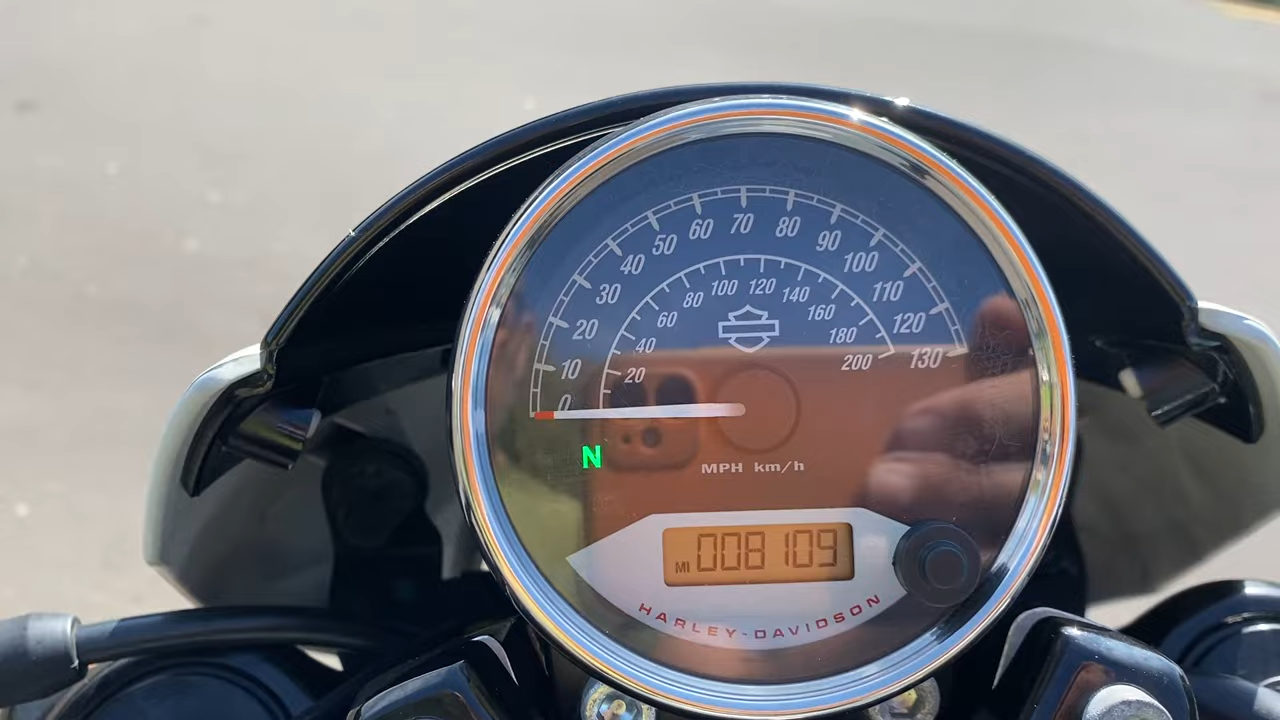 0 10 20 30 40 50 60 70 80 90 100 110 120 130
20 40 60 80 100 120 140 160 180 200
N
MPH km/h
MI 008109
HARLEY-DAVIDSON